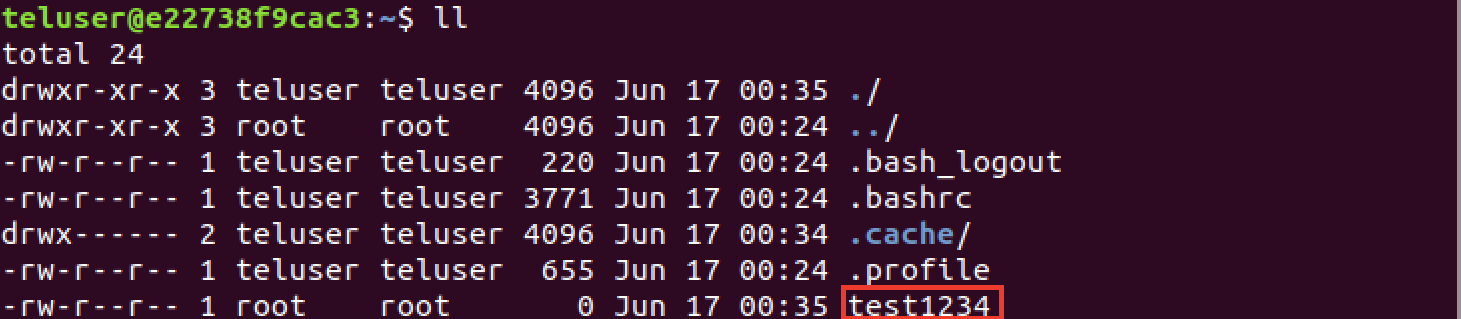 teluser@e22738f9cac3:~$ ll
total 24
drwxr-xr-x 3 teluser teluser 4096 Jun 17 00:35 ./
drwxr-xr-x 3 root    root    4096 Jun 17 00:24 ../
-rw-r--r-- 1 teluser teluser  220 Jun 17 00:24 .bash_logout
-rw-r--r-- 1 teluser teluser 3771 Jun 17 00:24 .bashrc
drwx------ 2 teluser teluser 4096 Jun 17 00:34 .cache/
-rw-r--r-- 1 teluser teluser  655 Jun 17 00:24 .profile
-rw-r--r-- 1 root    root       0 Jun 17 00:35 test1234